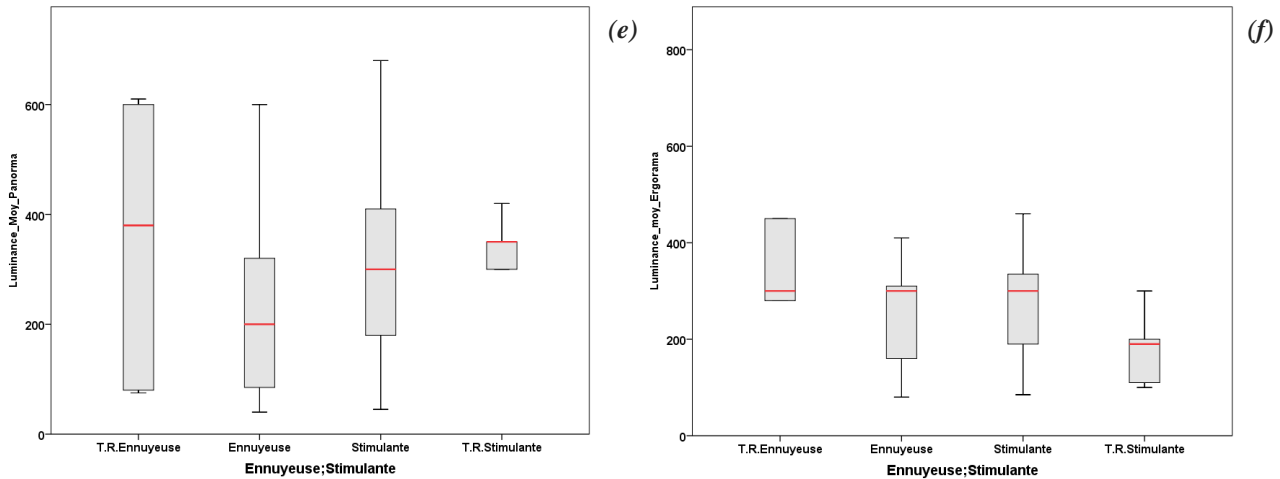 (e)
Luminance_Moy_Panorma
600
400
200
0
T.R.Ennuyeuse Ennuyeuse Stimulante T.R.Stimulante
Ennuyeuse;Stimulante
(f)
Luminance_moy_Ergorama
800
600
400
200
0
T.R.Ennuyeuse Ennuyeuse Stimulante T.R.Stimulante
Ennuyeuse;Stimulante